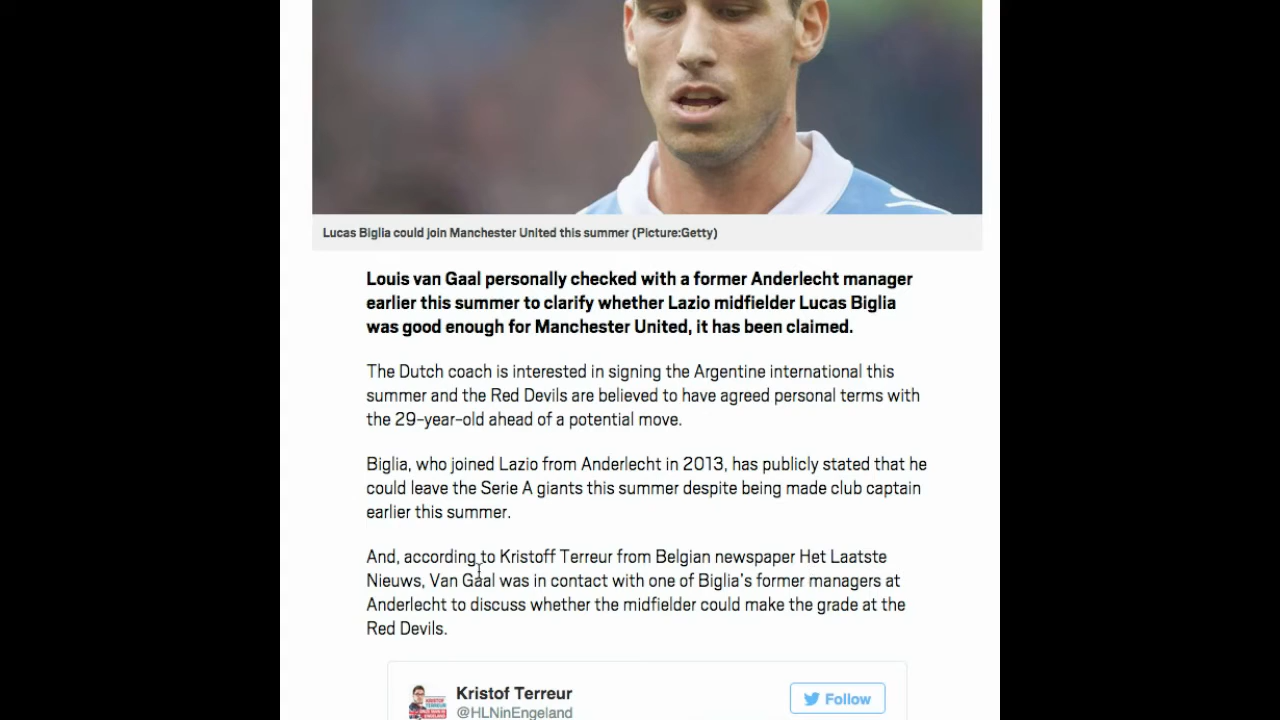 Lucas Biglia could join Manchester United this summer (Picture:Getty)
Louis van Gaal personally checked with a former Anderlecht manager
earlier this summer to clarify whether Lazio midfielder Lucas Biglia
was good enough for Manchester United, it has been claimed.
The Dutch coach is interested in signing the Argentine international this
summer and the Red Devils are believed to have agreed personal terms with
the 29-year-old ahead of a potential move.
Biglia, who joined Lazio from Anderlecht in 2013, has publicly stated that he
could leave the Serie A giants this summer despite being made club captain
earlier this summer.
And, according to Kristoff Terreur from Belgian newspaper Het Laatste
Nieuws, Van Gaal was in contact with one of Biglia's former managers at
Anderlecht to discuss whether the midfielder could make the grade at the
Red Devils.
Kristof Terreur
Follow
@HLNinEngeland